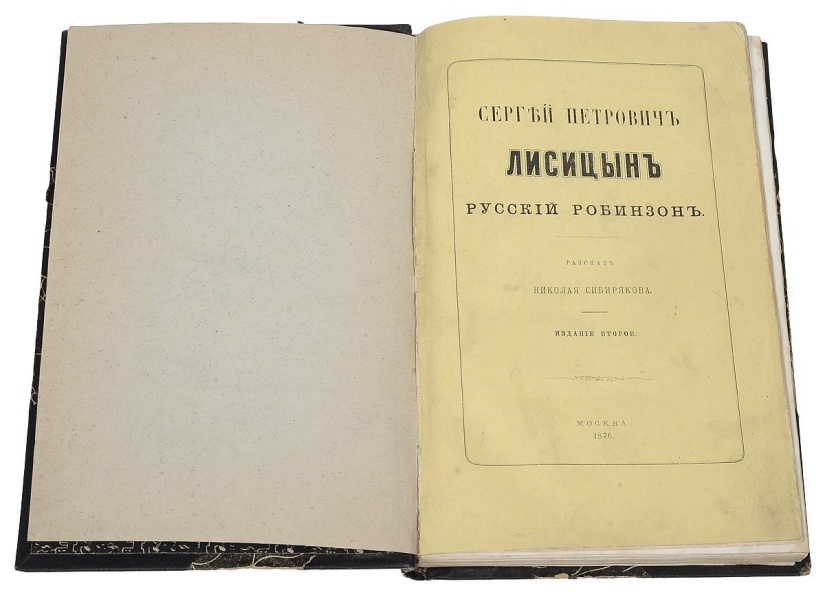 СЕРГѢЙ ПЕТРОВИЧЪ
ЛИСИЦЫНЪ
РУССКІЙ РОБИНЗОНЪ.
РАЗСКАЗЪ
НИКОЛАЯ СИБИРЯКОВА.
ИЗДАНІЕ ВТОРОЕ.
МОСКВА
1876.